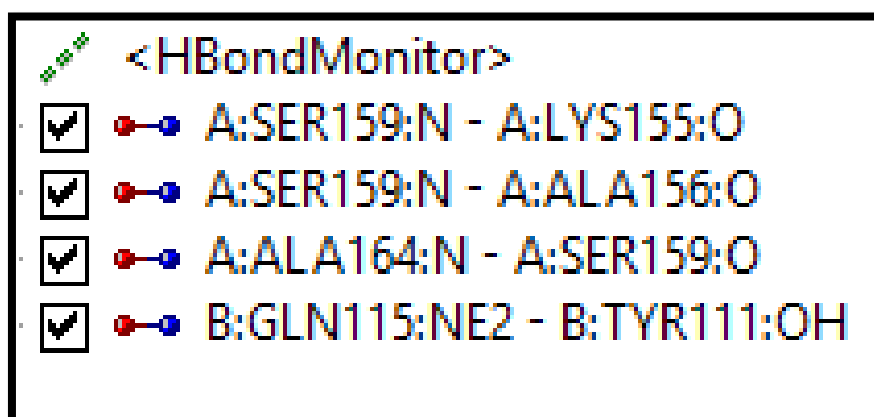 <HBondMonitor>
A:SER159:N - A:LYS155:O
A:SER159:N - A:ALA156:O
A:ALA164:N - A:SER159:O
B:GLN115:NE2 - B:TYR111:OH